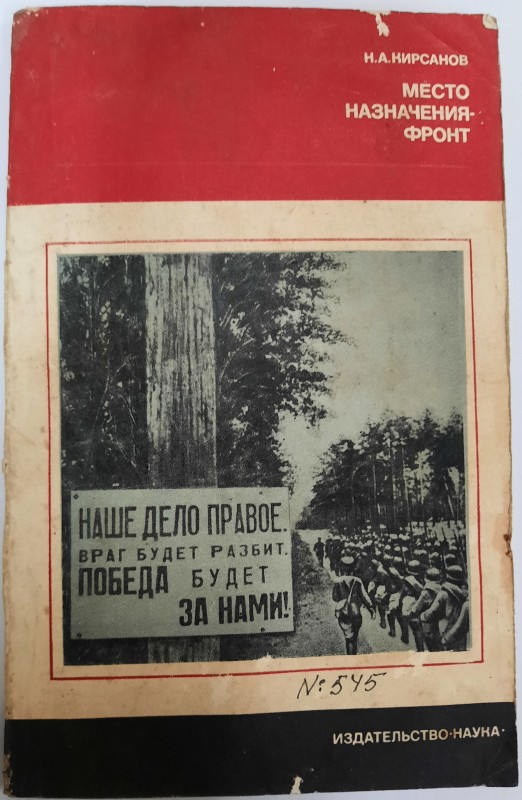 Н.А.КИРСАНОВ
МЕСТО
НАЗНАЧЕНИЯ-
ФРОНТ
НАШЕ ДЕЛО ПРАВОЕ.
ВРАГ БУДЕТ РАЗБИТ.
ПОБЕДА БУДЕТ
ЗА НАМИ!
№ 545
ИЗДАТЕЛЬСТВО·НАУКА·